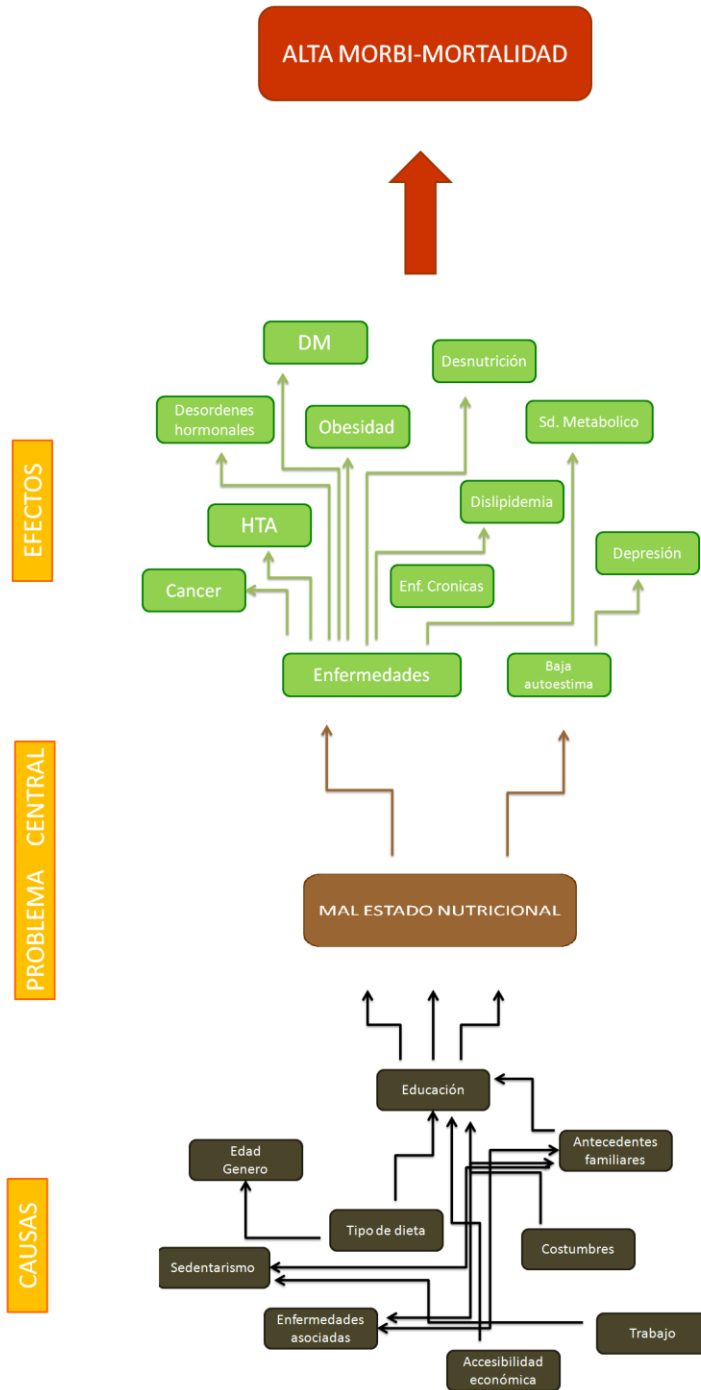 ALTA MORBI-MORTALIDAD
EFECTOS
DM
Desnutrición
Desordenes
hormonales
Obesidad
Sd. Metabolico
HTA
Dislipidemia
Depresión
Cancer
Enf. Cronicas
Enfermedades
Baja
autoestima
PROBLEMA CENTRAL
MAL ESTADO NUTRICIONAL
CAUSAS
Educación
Edad
Genero
Antecedentes
familiares
Tipo de dieta
Costumbres
Sedentarismo
Enfermedades
asociadas
Trabajo
Accesibilidad
económica